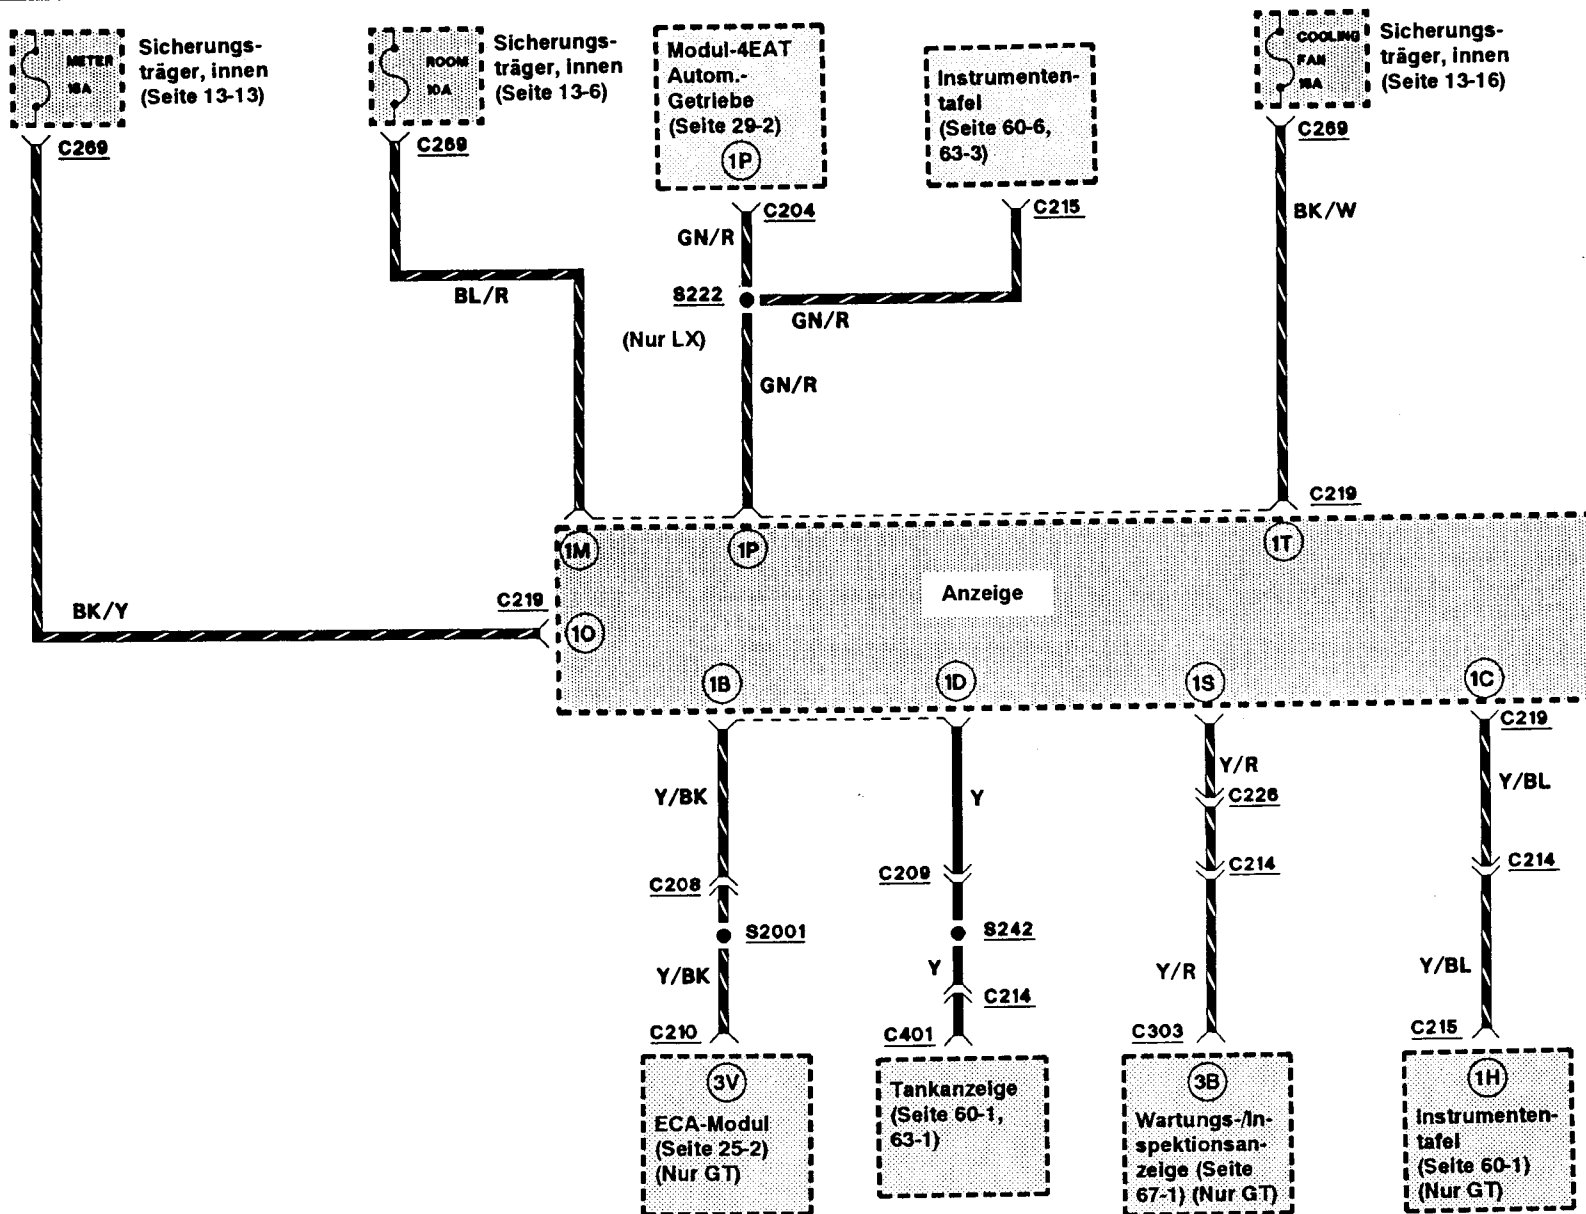 METER
15A
Sicherungs-
träger, innen
(Seite 13-13)
C269
ROOM
10A
Sicherungs-
träger, innen
(Seite 13-6)
C269
Modul-4EAT
Autom.-
Getriebe
(Seite 29-2)
1P
C204
GN/R
Instrumenten-
tafel
(Seite 60-6,
63-3)
C215
COOLING
FAN
15A
Sicherungs-
träger, innen
(Seite 13-16)
C269
BK/W
BL/R
S222
(Nur LX)
GN/R
GN/R
C219
1M
1P
1T
Anzeige
BK/Y
C219
1O
1B
1D
1S
1C
C219
Y/BK
Y
Y/R
C226
Y/BL
C208
C209
C214
C214
S2001
S242
Y/BK
Y
C214
Y/R
Y/BL
C210
C401
C303
C215
3V
ECA-Modul
(Seite 25-2)
(Nur GT)
Tankanzeige
(Seite 60-1,
63-1)
3B
Wartungs-/In-
spektionsan-
zeige (Seite
67-1) (Nur GT)
1H
Instrumenten-
tafel
(Seite 60-1)
(Nur GT)